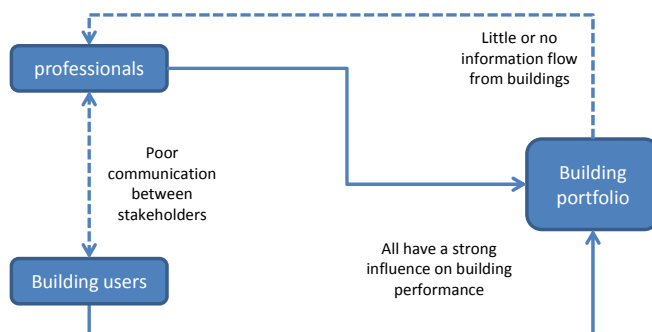 professionals
Little or no
information flow
from buildings
Poor
communication
between
stakeholders
Building
portfolio
All have a strong
influence on building
performance
Building users